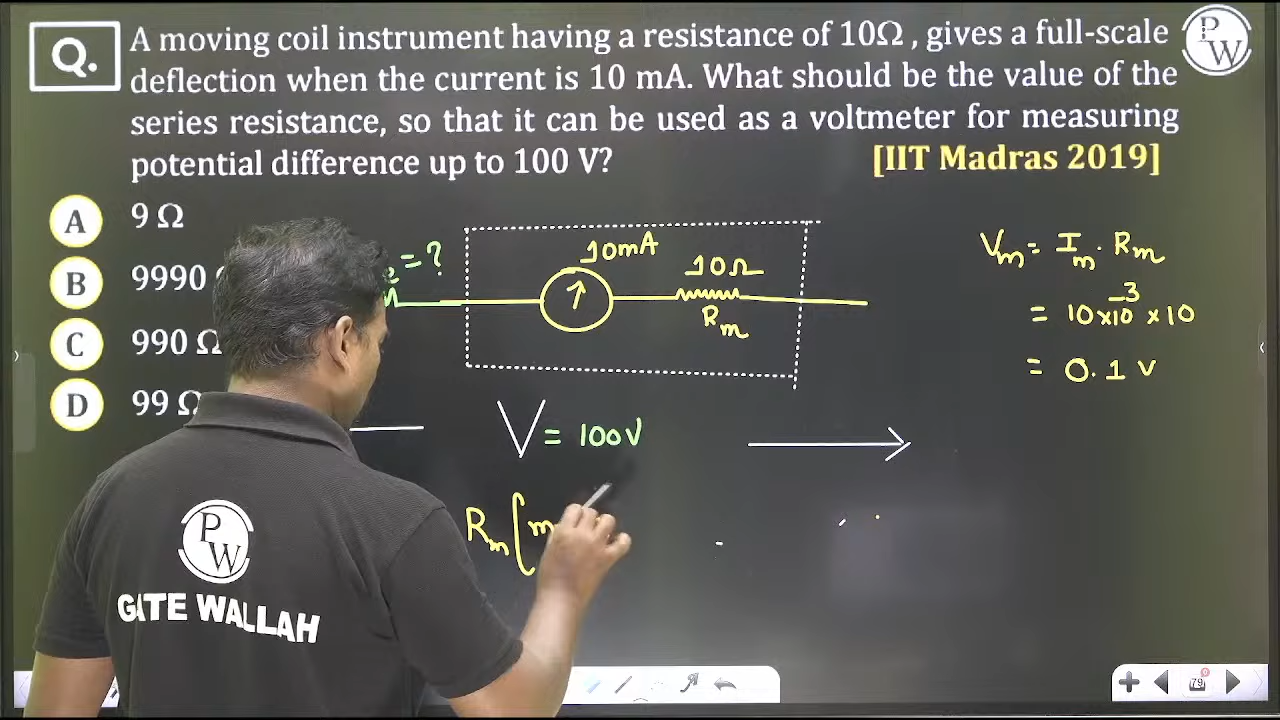 Q.
A moving coil instrument having a resistance of 10Ω , gives a full-scale
deflection when the current is 10 mA. What should be the value of the
series resistance, so that it can be used as a voltmeter for measuring
potential difference up to 100 V?
[IIT Madras 2019]
PW
A 9 Ω
B 9990
C 990 Ω
D 99 Ω
= ?
10mA
10Ω
Rm
Vm = Im . Rm
= 10×10⁻³ ×10
= 0.1 V
V = 100V
Rm (m
PW
GATE WALLAH
79